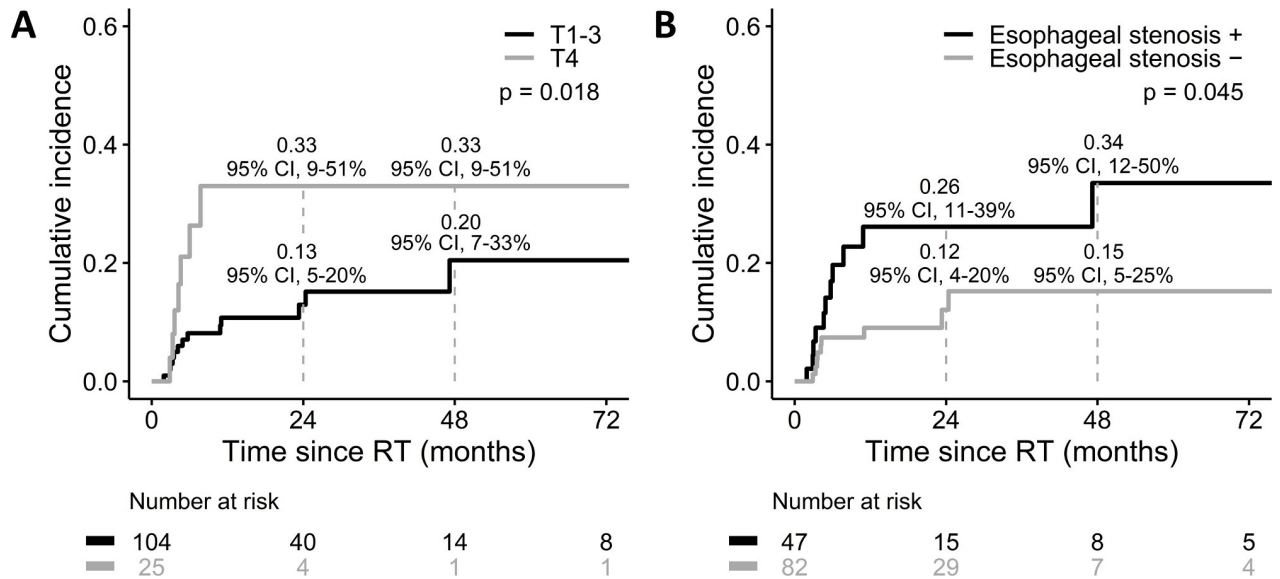 A
Cumulative incidence
0.6
0.4
0.2
0.0
T1-3
T4
p = 0.018
0.33
95% CI, 9-51%
0.33
95% CI, 9-51%
0.13
95% CI, 5-20%
0.20
95% CI, 7-33%
0 24 48 72
Time since RT (months)
Number at risk
104 40 14 8
25 4 1 1
B
Cumulative incidence
0.6
0.4
0.2
0.0
Esophageal stenosis +
Esophageal stenosis −
p = 0.045
0.26
95% CI, 11-39%
0.34
95% CI, 12-50%
0.12
95% CI, 4-20%
0.15
95% CI, 5-25%
0 24 48 72
Time since RT (months)
Number at risk
47 15 8 5
82 29 7 4